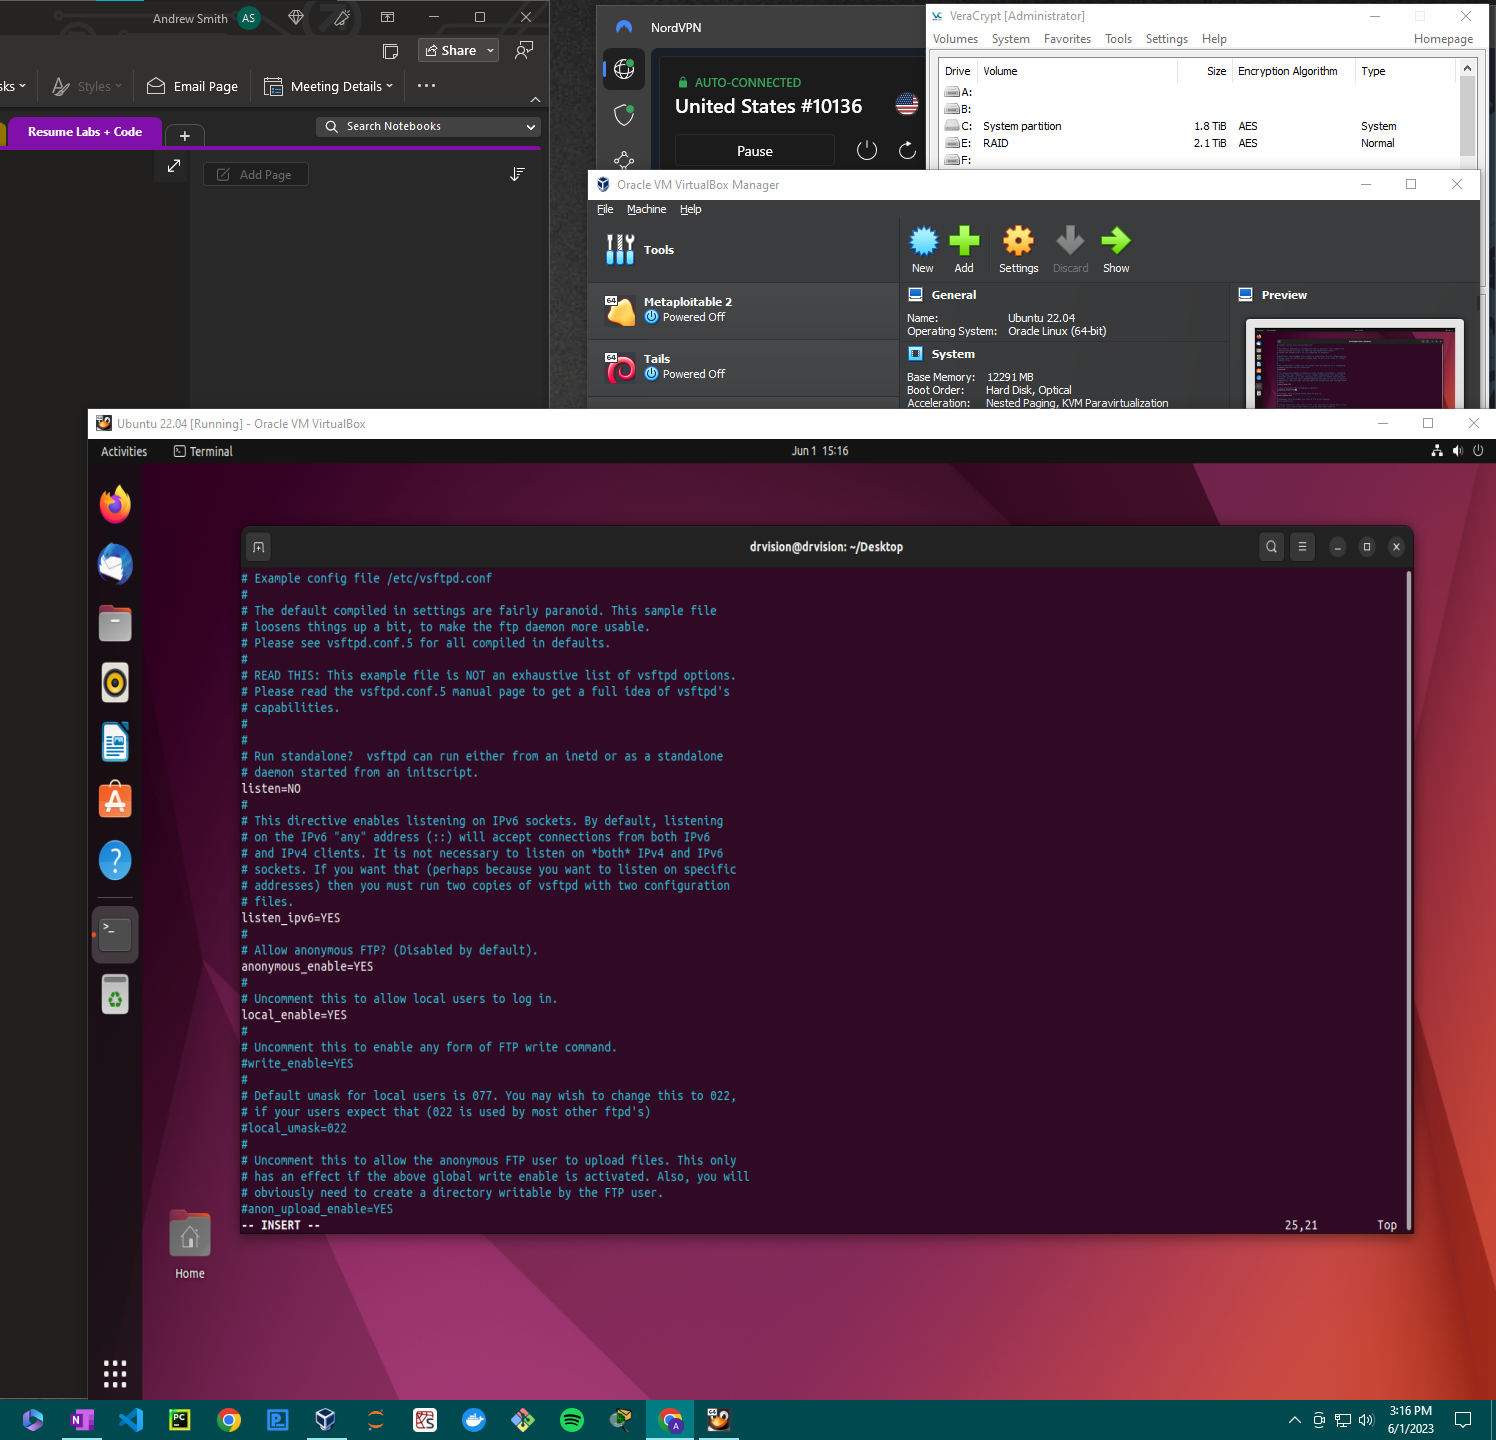 Andrew Smith AS
Share
sks
Styles
Email Page
Meeting Details
Resume Labs + Code
+
Search Notebooks
Add Page
NordVPN
AUTO-CONNECTED
United States #10136
Pause
VeraCrypt [Administrator]
Volumes System Favorites Tools Settings Help Homepage
Drive Volume Size Encryption Algorithm Type
A:
B:
C: System partition 1.8 TiB AES System
E: RAID 2.1 TiB AES Normal
F:
Oracle VM VirtualBox Manager
File Machine Help
Tools
New Add Settings Discard Show
64 Metaploitable 2
Powered Off
64 Tails
Powered Off
General
Name: Ubuntu 22.04
Operating System: Oracle Linux (64-bit)
System
Base Memory: 12291 MB
Boot Order: Hard Disk, Optical
Acceleration: Nested Paging, KVM Paravirtualization
Preview
Ubuntu 22.04 [Running] - Oracle VM VirtualBox
Activities Terminal Jun 1 15:16
drvision@drvision: ~/Desktop
# Example config file /etc/vsftpd.conf
#
# The default compiled in settings are fairly paranoid. This sample file
# loosens things up a bit, to make the ftp daemon more usable.
# Please see vsftpd.conf.5 for all compiled in defaults.
#
# READ THIS: This example file is NOT an exhaustive list of vsftpd options.
# Please read the vsftpd.conf.5 manual page to get a full idea of vsftpd's
# capabilities.
#
#
# Run standalone?  vsftpd can run either from an inetd or as a standalone
# daemon started from an initscript.
listen=NO
#
# This directive enables listening on IPv6 sockets. By default, listening
# on the IPv6 "any" address (::) will accept connections from both IPv6
# and IPv4 clients. It is not necessary to listen on *both* IPv4 and IPv6
# sockets. If you want that (perhaps because you want to listen on specific
# addresses) then you must run two copies of vsftpd with two configuration
# files.
listen_ipv6=YES
#
# Allow anonymous FTP? (Disabled by default).
anonymous_enable=YES
#
# Uncomment this to allow local users to log in.
local_enable=YES
#
# Uncomment this to enable any form of FTP write command.
#write_enable=YES
#
# Default umask for local users is 077. You may wish to change this to 022,
# if your users expect that (022 is used by most other ftpd's)
#local_umask=022
#
# Uncomment this to allow the anonymous FTP user to upload files. This only
# has an effect if the above global write enable is activated. Also, you will
# obviously need to create a directory writable by the FTP user.
#anon_upload_enable=YES
-- INSERT -- 25,21 Top
Home
3:16 PM
6/1/2023